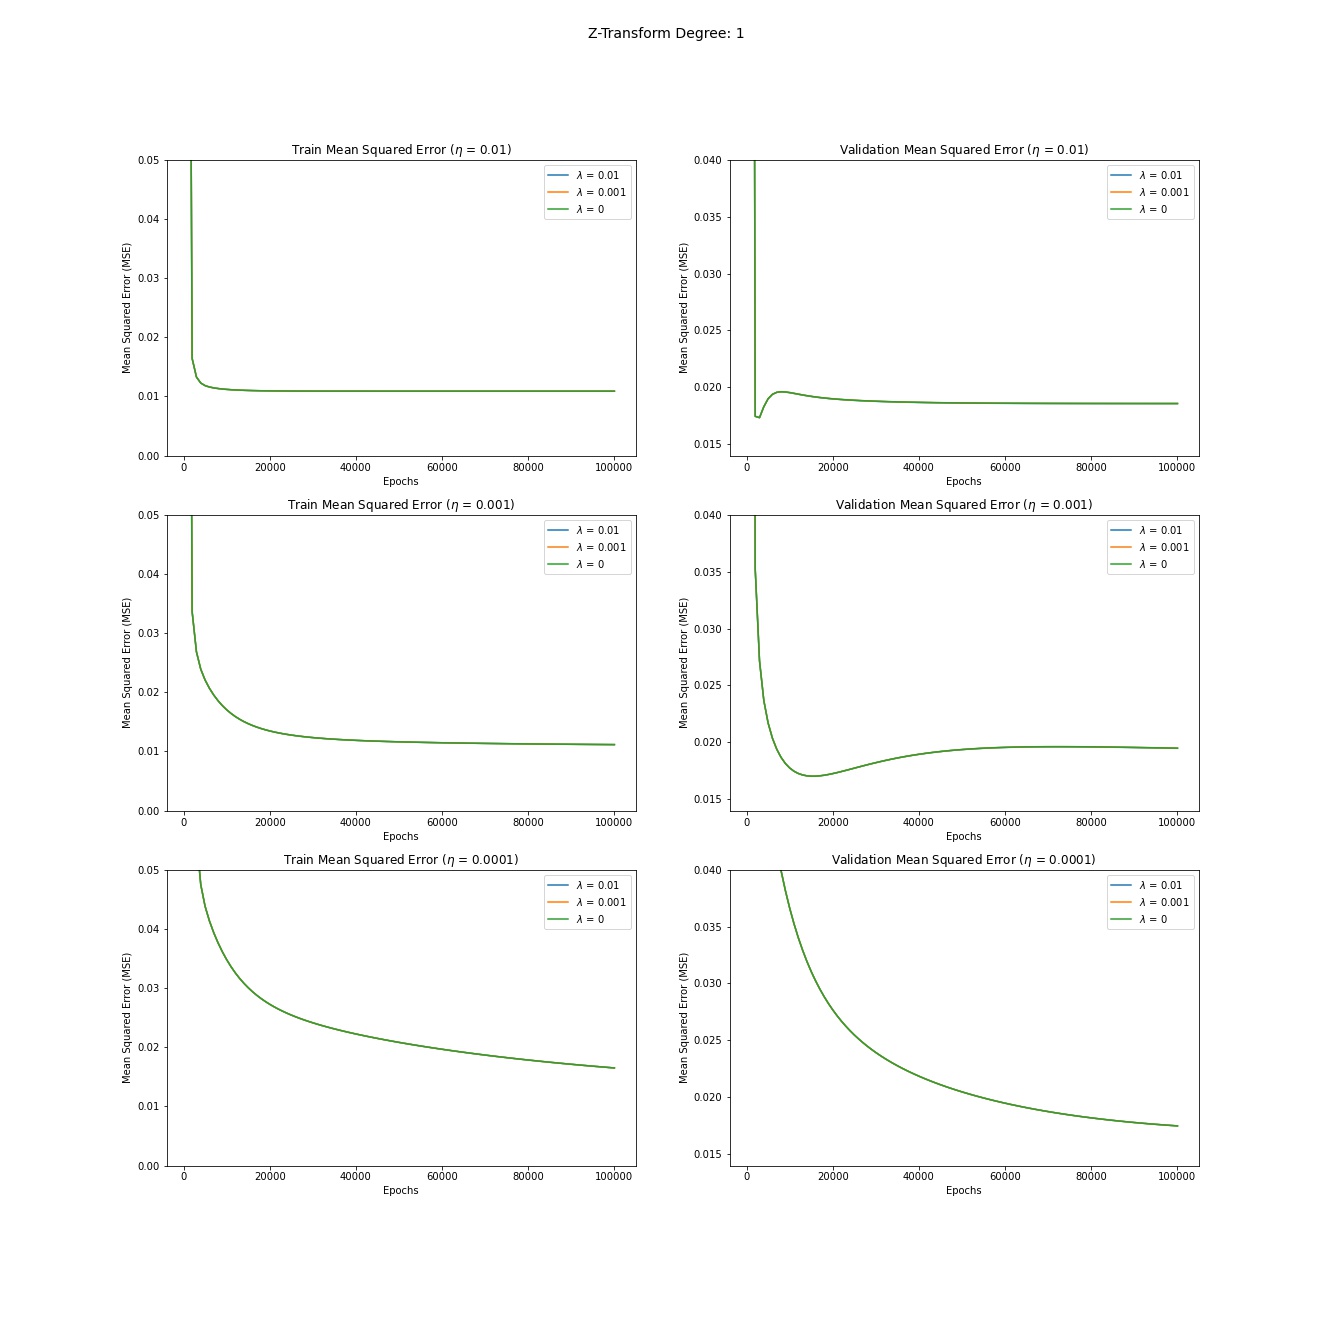 Z-Transform Degree: 1
Train Mean Squared Error (η = 0.01)
Mean Squared Error (MSE)
0.05
0.04
0.03
0.02
0.01
0.00
λ = 0.01
λ = 0.001
λ = 0
0 20000 40000 60000 80000 100000
Epochs
Validation Mean Squared Error (η = 0.01)
Mean Squared Error (MSE)
0.040
0.035
0.030
0.025
0.020
0.015
λ = 0.01
λ = 0.001
λ = 0
0 20000 40000 60000 80000 100000
Epochs
Train Mean Squared Error (η = 0.001)
Mean Squared Error (MSE)
0.05
0.04
0.03
0.02
0.01
0.00
λ = 0.01
λ = 0.001
λ = 0
0 20000 40000 60000 80000 100000
Epochs
Validation Mean Squared Error (η = 0.001)
Mean Squared Error (MSE)
0.040
0.035
0.030
0.025
0.020
0.015
λ = 0.01
λ = 0.001
λ = 0
0 20000 40000 60000 80000 100000
Epochs
Train Mean Squared Error (η = 0.0001)
Mean Squared Error (MSE)
0.05
0.04
0.03
0.02
0.01
0.00
λ = 0.01
λ = 0.001
λ = 0
0 20000 40000 60000 80000 100000
Epochs
Validation Mean Squared Error (η = 0.0001)
Mean Squared Error (MSE)
0.040
0.035
0.030
0.025
0.020
0.015
λ = 0.01
λ = 0.001
λ = 0
0 20000 40000 60000 80000 100000
Epochs